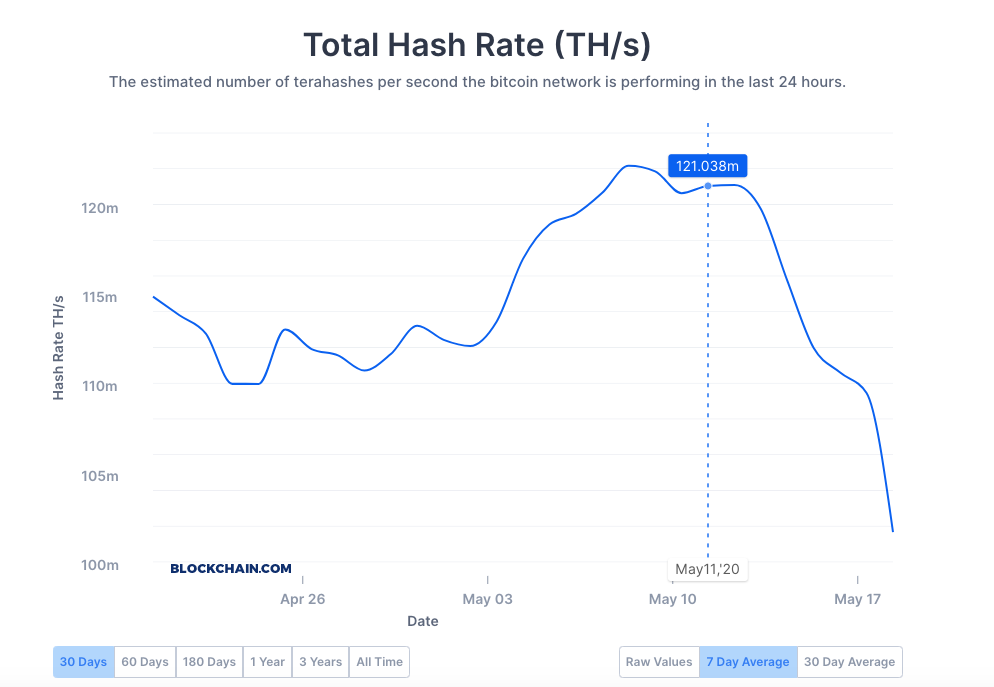 Total Hash Rate (TH/s)
The estimated number of terahashes per second the bitcoin network is performing in the last 24 hours.
121.038m
120m
115m
110m
105m
100m
Hash Rate TH/s
BLOCKCHAIN.COM
May11,'20
Apr 26
May 03
May 10
May 17
Date
30 Days
60 Days
180 Days
1 Year
3 Years
All Time
Raw Values
7 Day Average
30 Day Average